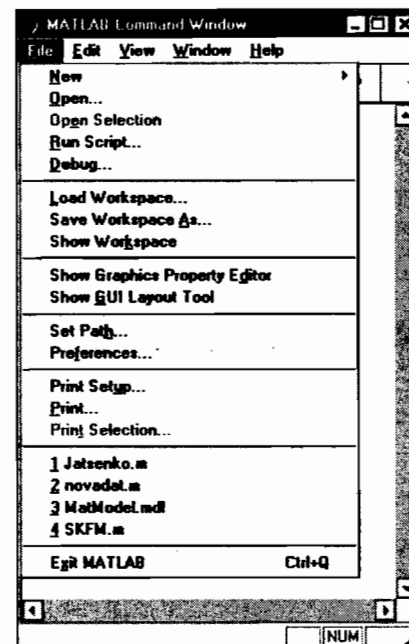 MATLAB Command Window
File Edit View Window Help
New
Open...
Open Selection
Run Script...
Debug...
Load Workspace...
Save Workspace As...
Show Workspace
Show Graphics Property Editor
Show GUI Layout Tool
Set Path...
Preferences...
Print Setup...
Print...
Print Selection...
1 Jatsenko.m
2 novadat.m
3 MatModel.mdl
4 SKFM.m
Exit MATLAB Ctrl+Q
NUM